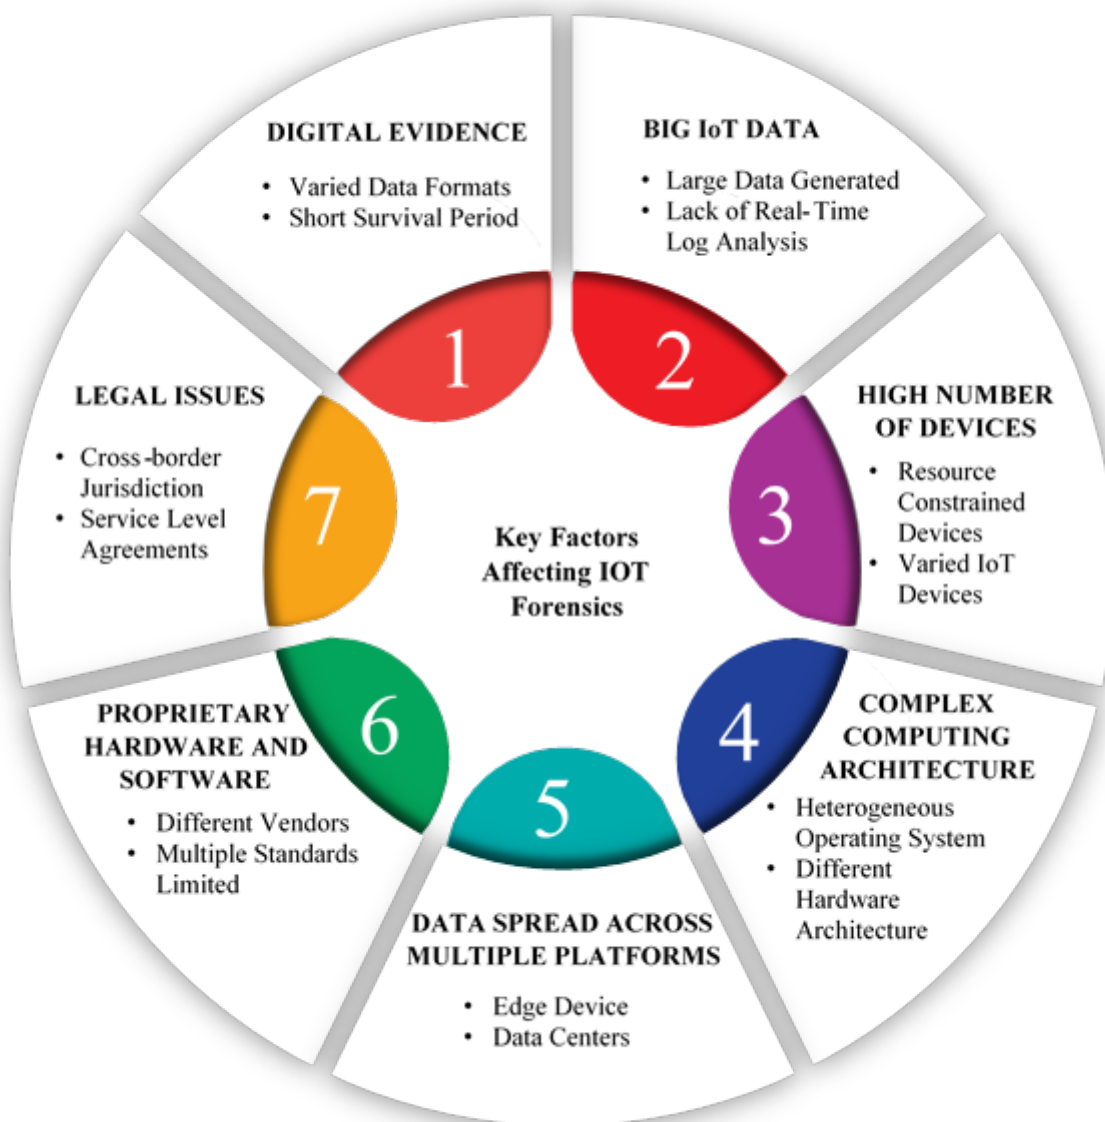 DIGITAL EVIDENCE
• Varied Data Formats
• Short Survival Period
1
BIG IoT DATA
• Large Data Generated
• Lack of Real-Time
Log Analysis
2
HIGH NUMBER
OF DEVICES
• Resource
Constrained
Devices
• Varied IoT
Devices
3
COMPLEX
COMPUTING
ARCHITECTURE
• Heterogeneous
Operating System
• Different
Hardware
Architecture
4
DATA SPREAD ACROSS
MULTIPLE PLATFORMS
• Edge Device
• Data Centers
5
PROPRIETARY
HARDWARE AND
SOFTWARE
• Different Vendors
• Multiple Standards
Limited
6
LEGAL ISSUES
• Cross-border
Jurisdiction
• Service Level
Agreements
7
Key Factors
Affecting IOT
Forensics